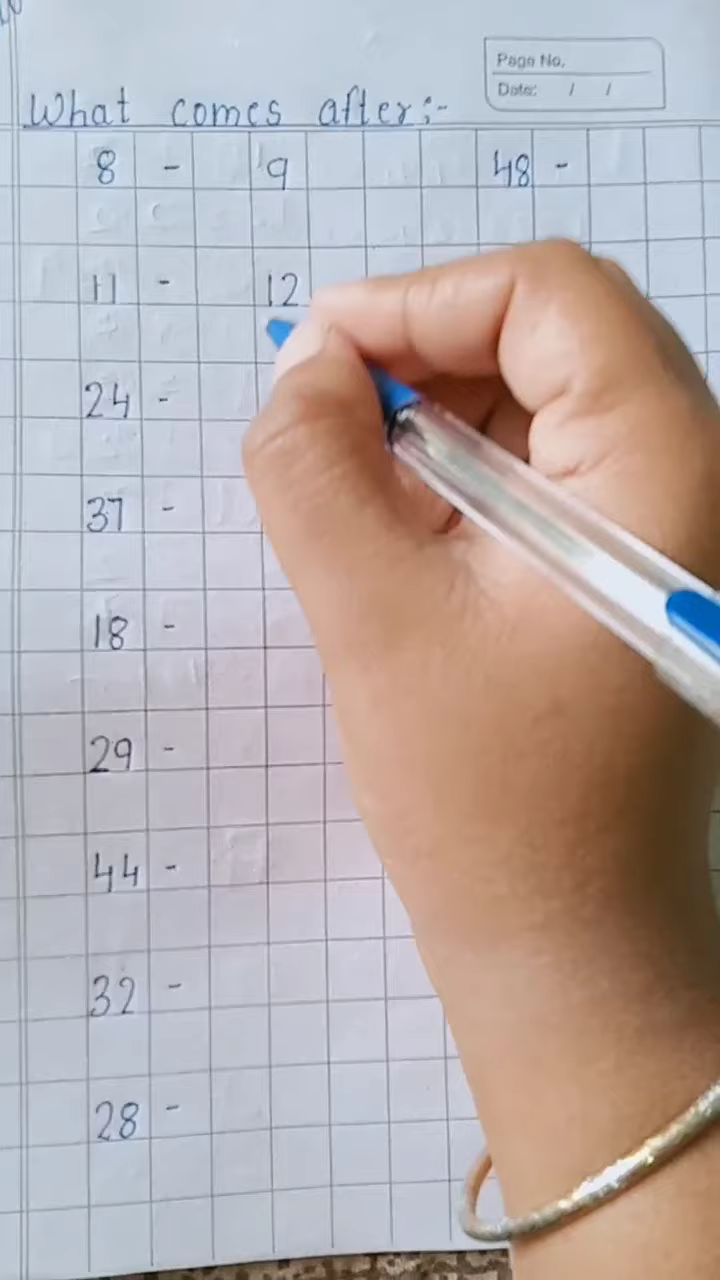 Page No.
Date: / /
What comes after:-
8 - 9 48 -
11 - 12
24 -
37 -
18 -
29 -
44 -
32 -
28 -